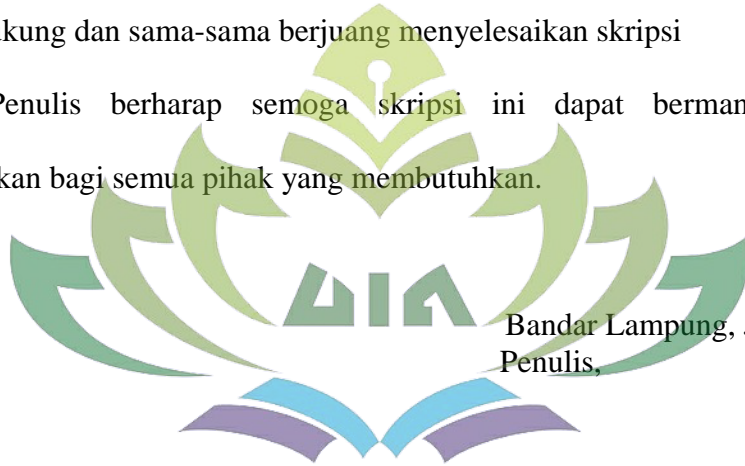 ukung dan sama-sama berjuang menyelesaikan skripsi
Penulis berharap semoga skripsi ini dapat berman
kan bagi semua pihak yang membutuhkan.
UIN
Bandar Lampung, .
Penulis,